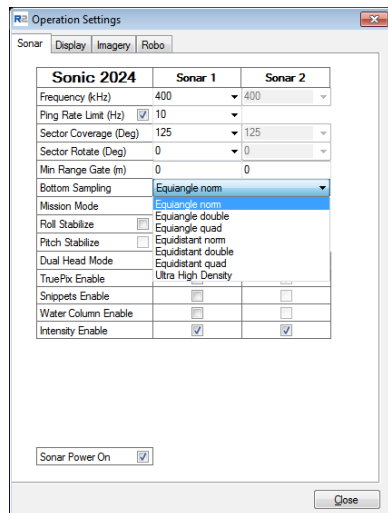 R2 Operation Settings
Sonar Display Imagery Robo
Sonic 2024 Sonar 1 Sonar 2
Frequency (kHz) 400 400
Ping Rate Limit (Hz) 10
Sector Coverage (Deg) 125 125
Sector Rotate (Deg) 0 0
Min Range Gate (m) 0 0
Bottom Sampling Equiangle norm
Mission Mode Equiangle norm
Equiangle double
Roll Stabilize Equiangle quad
Equidistant norm
Pitch Stabilize Equidistant double
Dual Head Mode Equidistant quad
TruePix Enable Ultra High Density
Snippets Enable
Water Column Enable
Intensity Enable
Sonar Power On
Close